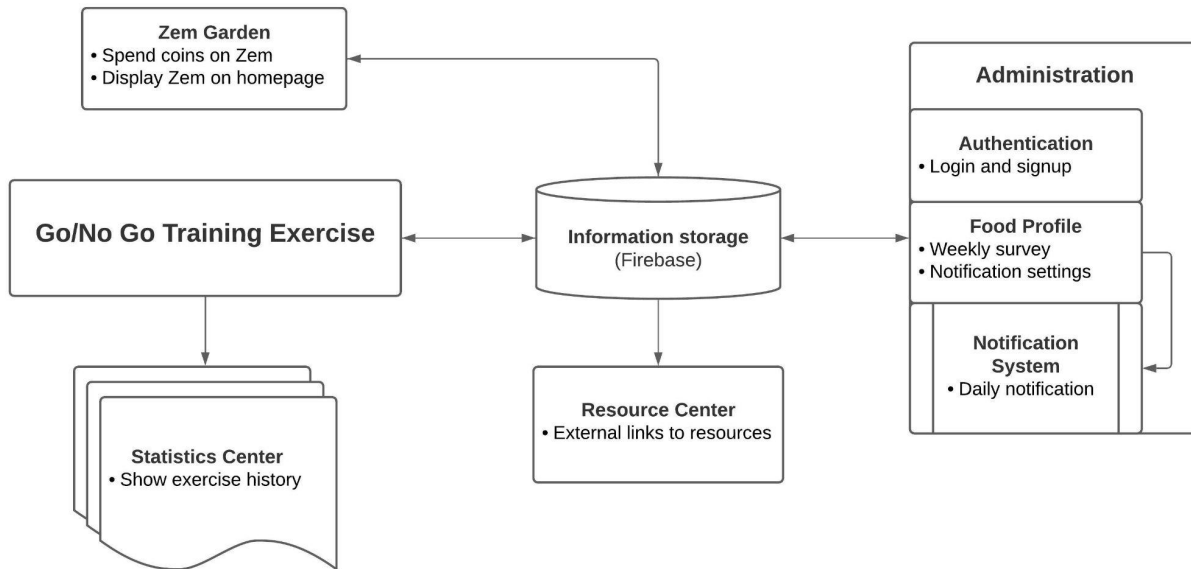 Zem Garden
• Spend coins on Zem
• Display Zem on homepage
Administration
Authentication
• Login and signup
Go/No Go Training Exercise
Information storage
(Firebase)
Food Profile
• Weekly survey
• Notification settings
Notification
System
• Daily notification
Resource Center
• External links to resources
Statistics Center
• Show exercise history